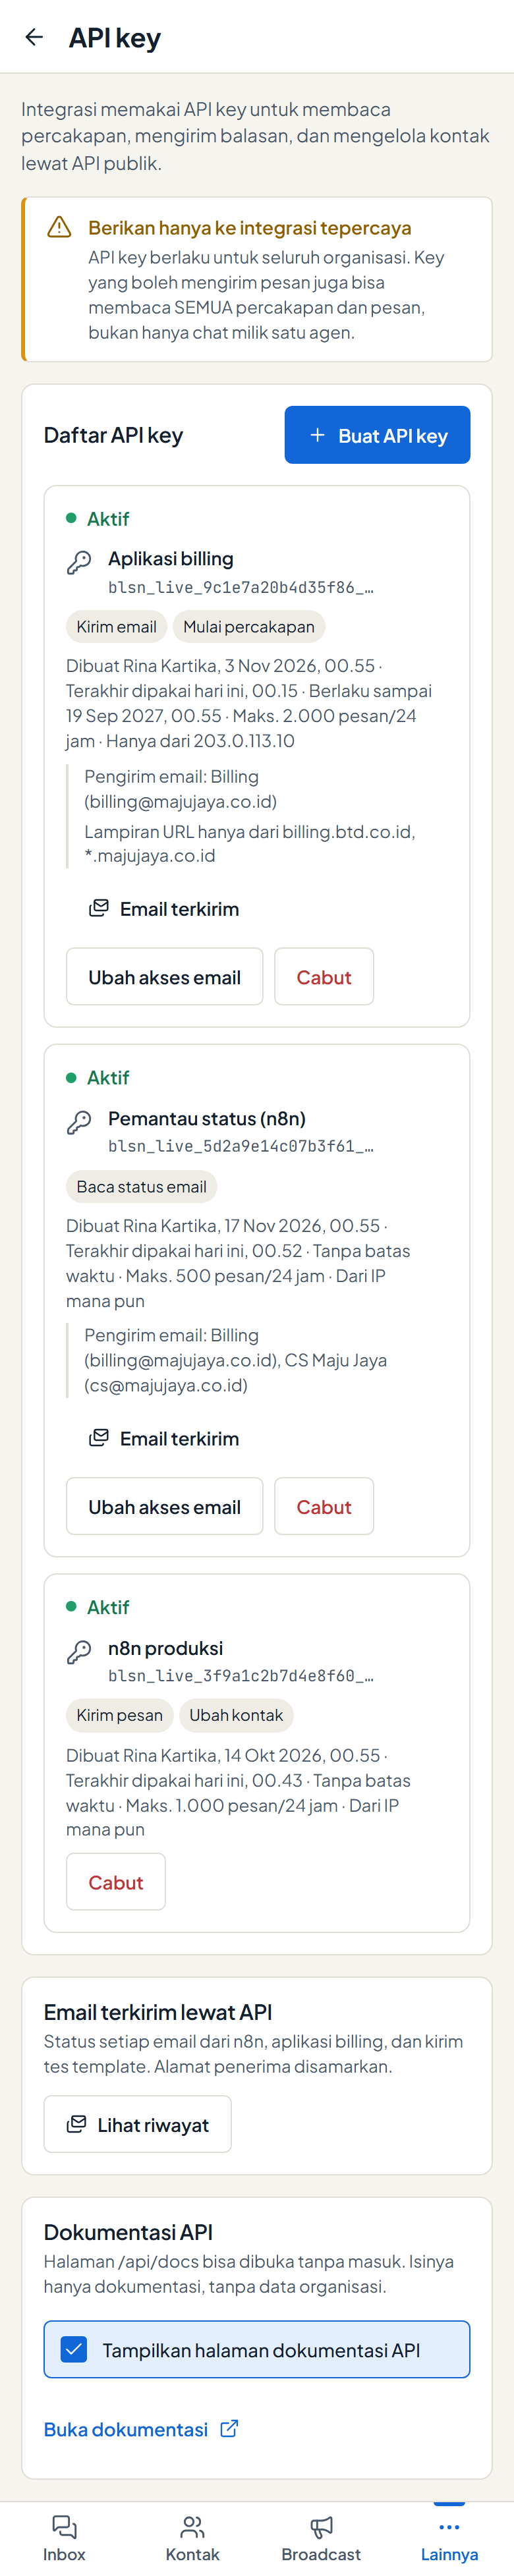 API key
Integrasi memakai API key untuk membaca
percakapan, mengirim balasan, dan mengelola kontak
lewat API publik.
Berikan hanya ke integrasi tepercaya
API key berlaku untuk seluruh organisasi. Key
yang boleh mengirim pesan juga bisa
membaca SEMUA percakapan dan pesan,
bukan hanya chat milik satu agen.
Daftar API key
Buat API key
Aktif
Aplikasi billing
blsn_live_9c1e7a20b4d35f86_…
Kirim email
Mulai percakapan
Dibuat Rina Kartika, 3 Nov 2026, 00.55 ·
Terakhir dipakai hari ini, 00.15 · Berlaku sampai
19 Sep 2027, 00.55 · Maks. 2.000 pesan/24
jam · Hanya dari 203.0.113.10
Pengirim email: Billing
(billing@majujaya.co.id)
Lampiran URL hanya dari billing.btd.co.id,
*.majujaya.co.id
Email terkirim
Ubah akses email
Cabut
Aktif
Pemantau status (n8n)
blsn_live_5d2a9e14c07b3f61_…
Baca status email
Dibuat Rina Kartika, 17 Nov 2026, 00.55 ·
Terakhir dipakai hari ini, 00.52 · Tanpa batas
waktu · Maks. 500 pesan/24 jam · Dari IP
mana pun
Pengirim email: Billing
(billing@majujaya.co.id), CS Maju Jaya
(cs@majujaya.co.id)
Email terkirim
Ubah akses email
Cabut
Aktif
n8n produksi
blsn_live_3f9a1c2b7d4e8f60_…
Kirim pesan
Ubah kontak
Dibuat Rina Kartika, 14 Okt 2026, 00.55 ·
Terakhir dipakai hari ini, 00.43 · Tanpa batas
waktu · Maks. 1.000 pesan/24 jam · Dari IP
mana pun
Cabut
Email terkirim lewat API
Status setiap email dari n8n, aplikasi billing, dan kirim
tes template. Alamat penerima disamarkan.
Lihat riwayat
Dokumentasi API
Halaman /api/docs bisa dibuka tanpa masuk. Isinya
hanya dokumentasi, tanpa data organisasi.
Tampilkan halaman dokumentasi API
Buka dokumentasi
Inbox
Kontak
Broadcast
Lainnya